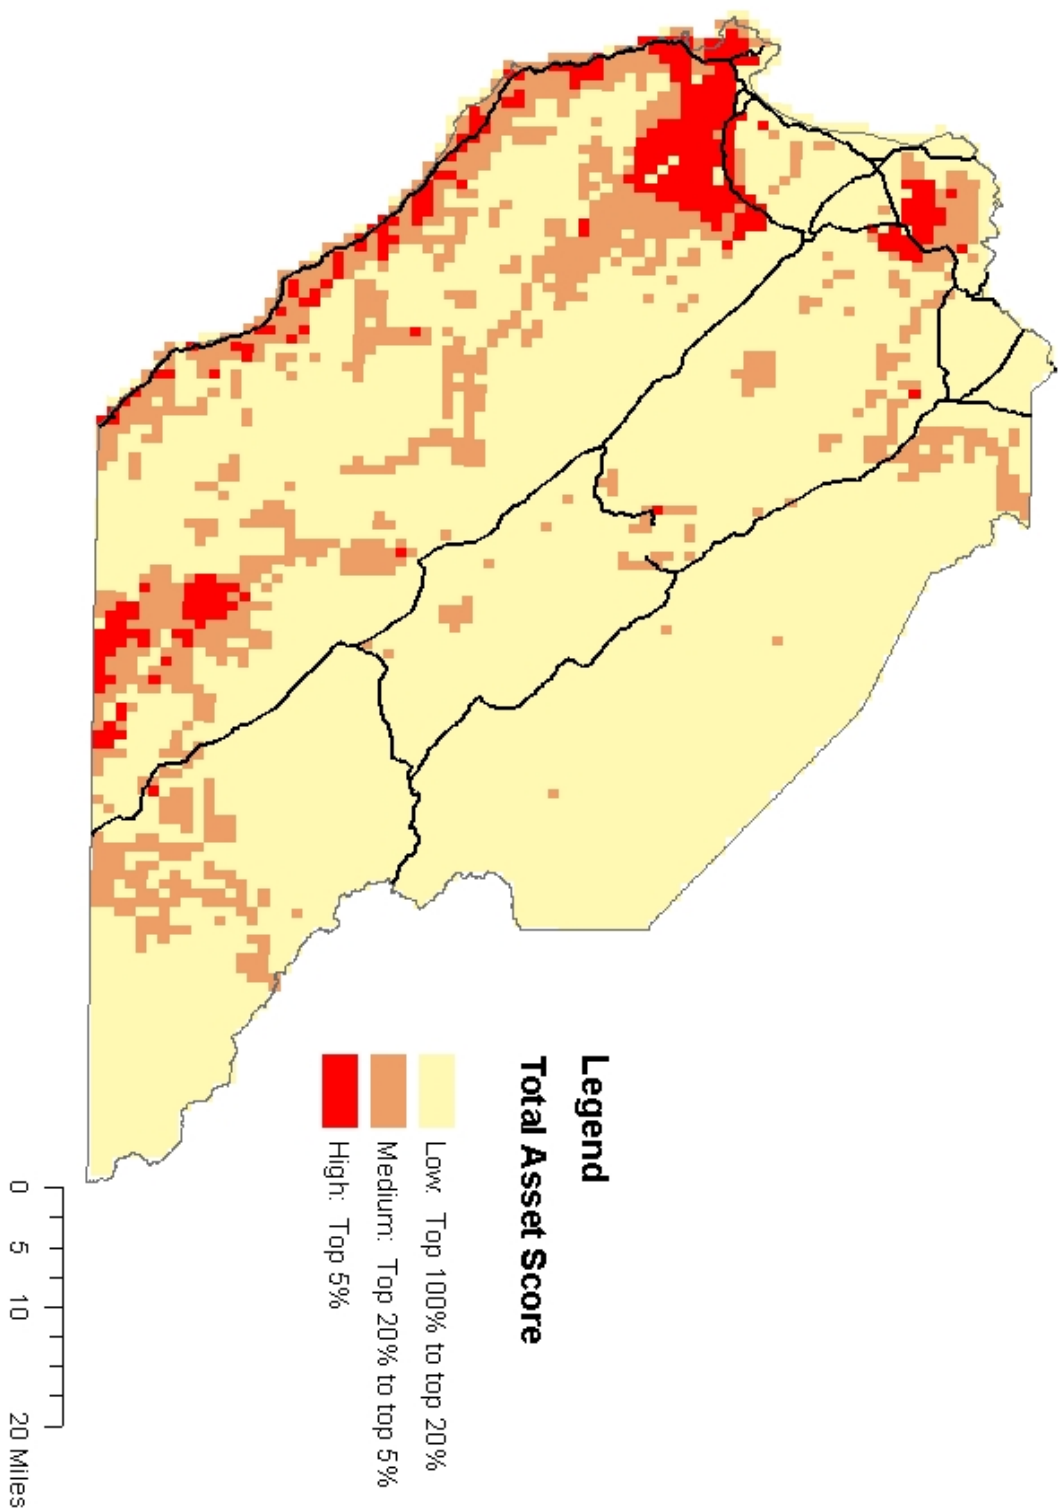 Legend
Total Asset Score
Low: Top 100% to top 20%
Medium: Top 20% to top 5%
High: Top 5%
0 5 10 20 Miles